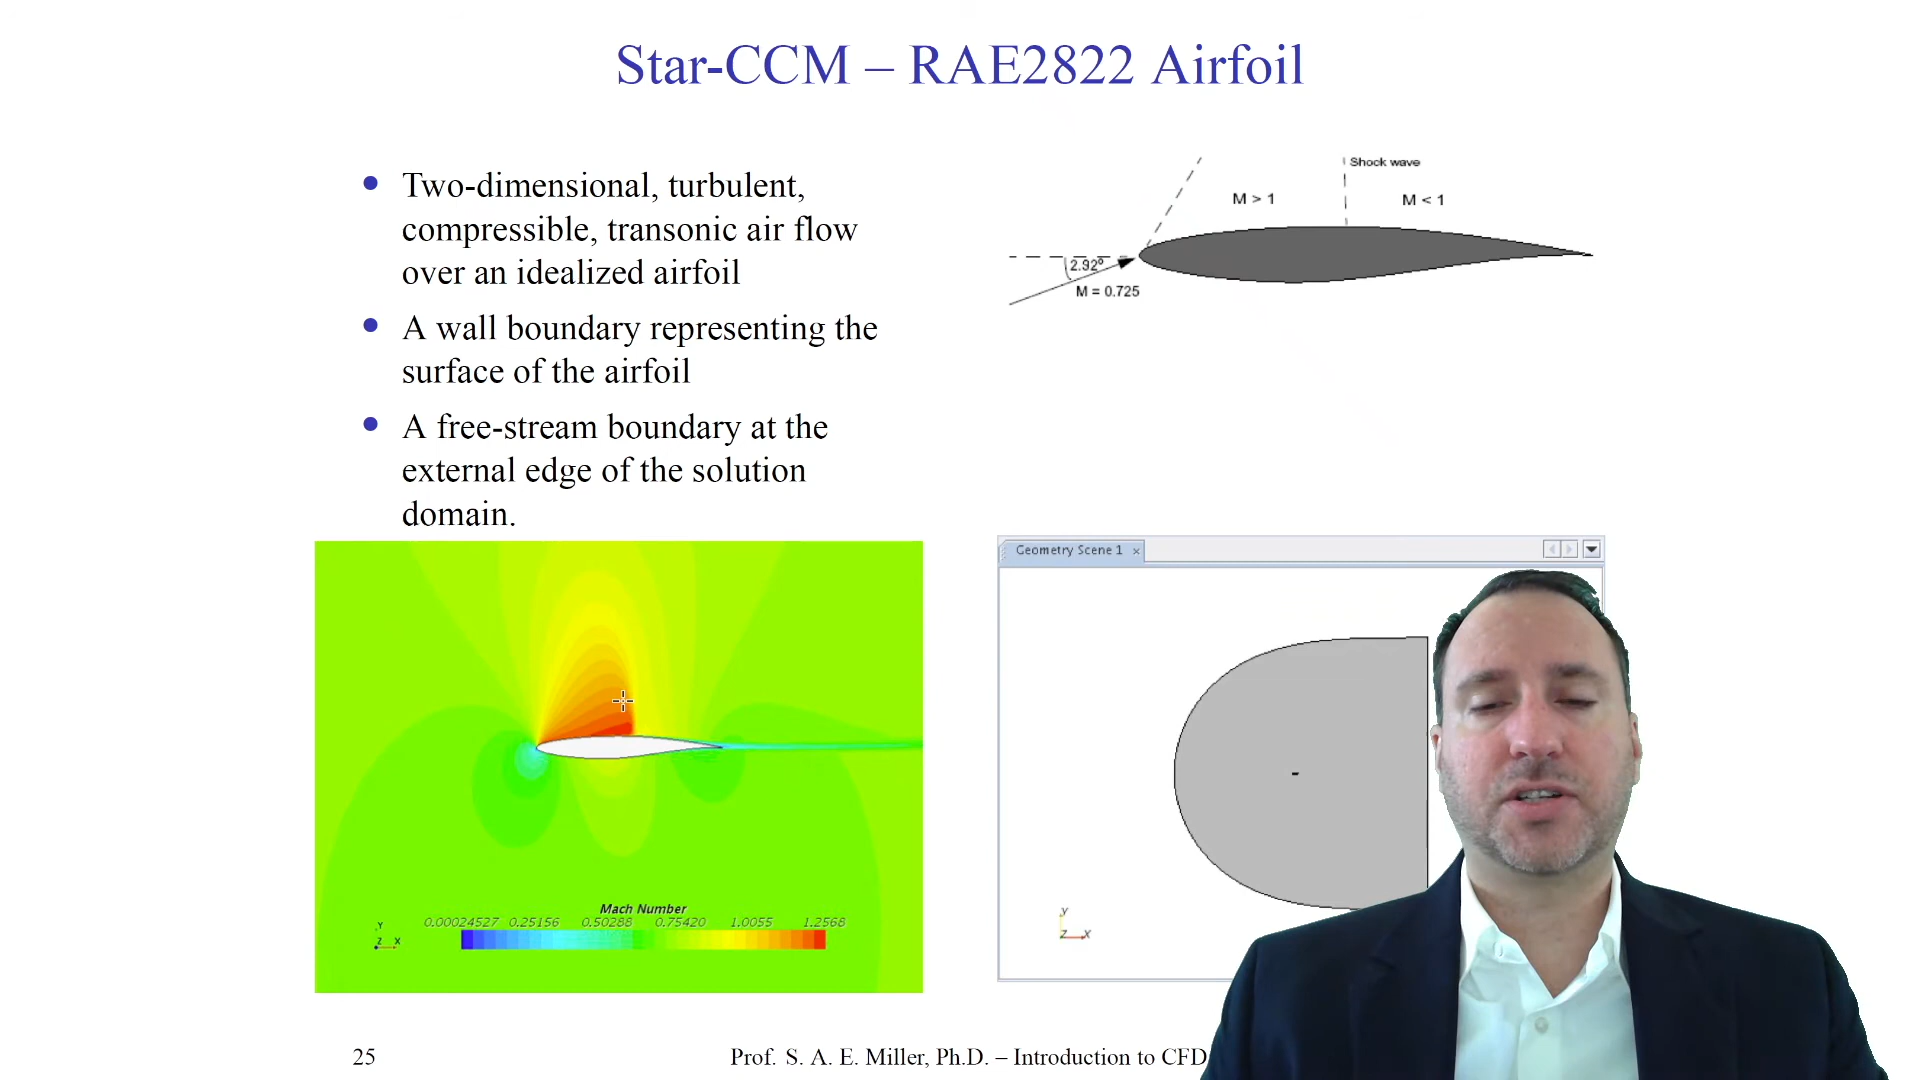 Star-CCM – RAE2822 Airfoil
Two-dimensional, turbulent,
compressible, transonic air flow
over an idealized airfoil
A wall boundary representing the
surface of the airfoil
A free-stream boundary at the
external edge of the solution
domain.
Shock wave
M > 1
M < 1
2.92°
M = 0.725
Mach Number
0.00024527 0.25156 0.50288 0.75420 1.0055 1.2568
Y
Z X
Geometry Scene 1
Y
Z X
25
Prof. S. A. E. Miller, Ph.D. – Introduction to CFD